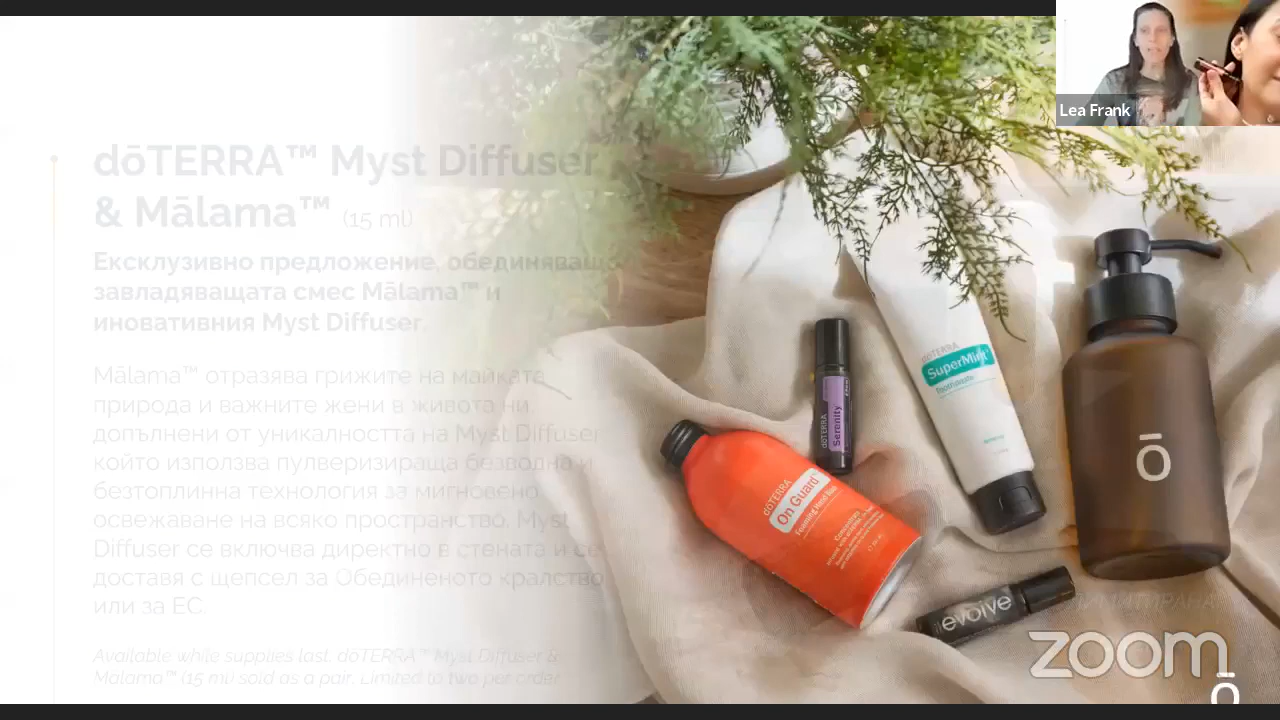 Lea Frank
dōTERRA™ Myst Diffuser
& Mālama™ (15 ml)
Ексклузивно предложение, обединяващ
завладяващата смес Mālama™ и
иновативния Myst Diffuser.
Mālama™ отразява грижите на майката
природа и важните жени в живота ни,
допълнени от уникалността на Myst Diffuser
който използва пулверизираща безводна и
безтоплинна технология за мигновено
освежаване на всяко пространство. Myst
Diffuser се включва директно в стената и се
доставя с щепсел за Обединеното кралство
или за ЕС.
Available while supplies last. dōTERRA™ Myst Diffuser &
Mālama™ (15 ml) sold as a pair. Limited to two per order
dōTERRA
SuperMint™
Toothpaste
dōTERRA
Serenity
dōTERRA
On Guard™
Foaming Hand Wash
Concentrate
ō
evolve
zoom
ō